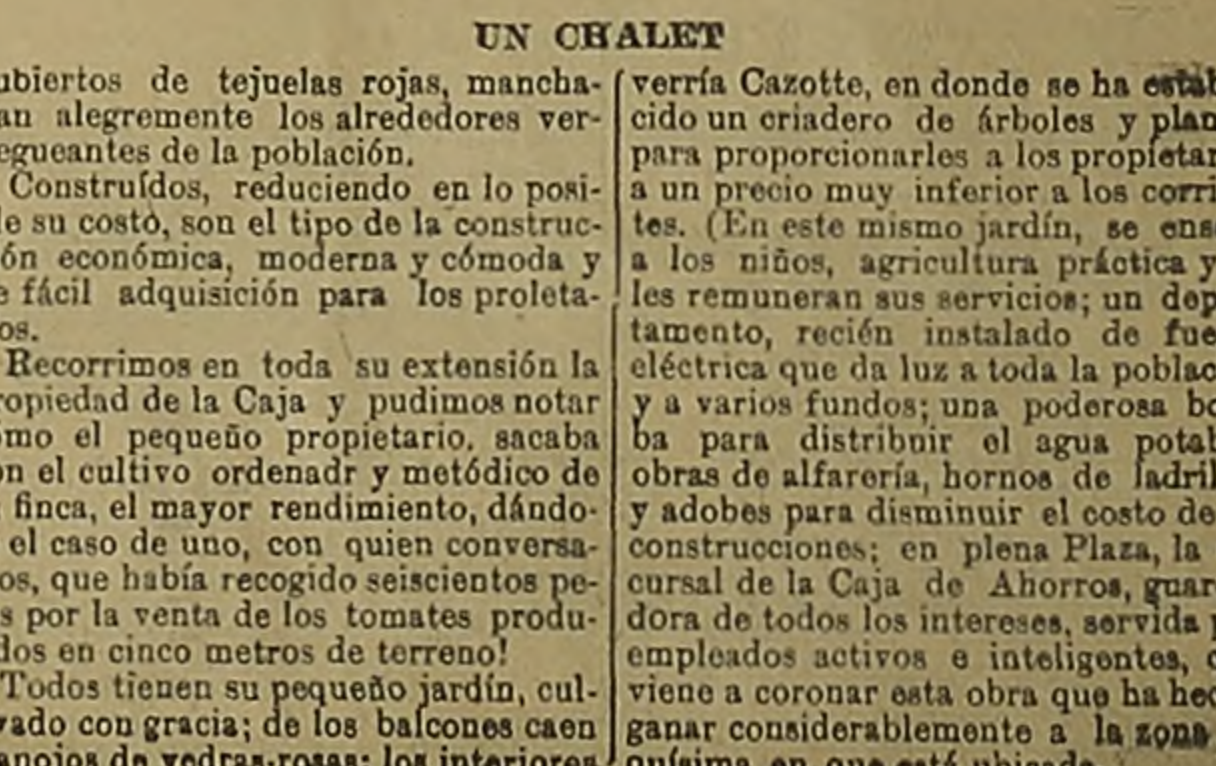 UN CHALET
ubiertos de tejuelas rojas, mancha-
an alegremente los alrededores ver-
egueantes de la población.
Construídos, reduciendo en lo posi-
le su costo, son el tipo de la construc-
ón económica, moderna y cómoda y
e fácil adquisición para los proleta-
os.
Recorrimos en toda su extensión la
ropiedad de la Caja y pudimos notar
ómo el pequeño propietario, sacaba
on el cultivo ordenadr y metódico de
finca, el mayor rendimiento, dándo-
el caso de uno, con quien conversa-
os, que había recogido seiscientos pe-
s por la venta de los tomates produ-
dos en cinco metros de terreno!
Todos tienen su pequeño jardín, cul-
vado con gracia; de los balcones caen
anojos de yedras-rosas; los interiores
verría Cazotte, en donde se ha estab
cido un criadero de árboles y plan
para proporcionarles a los propietar
a un precio muy inferior a los corri
tes. (En este mismo jardín, se ens
a los niños, agricultura práctica y
les remuneran sus servicios; un dep
tamento, recién instalado de fue
eléctrica que da luz a toda la poblac
y a varios fundos; una poderosa bo
ba para distribuir el agua potab
obras de alfarería, hornos de ladril
y adobes para disminuir el costo de
construcciones; en plena Plaza, la
cursal de la Caja de Ahorros, guar
dora de todos los intereses, servida p
empleados activos e inteligentes, c
viene a coronar esta obra que ha hec
ganar considerablemente a la zona
quísima en que está ubicada